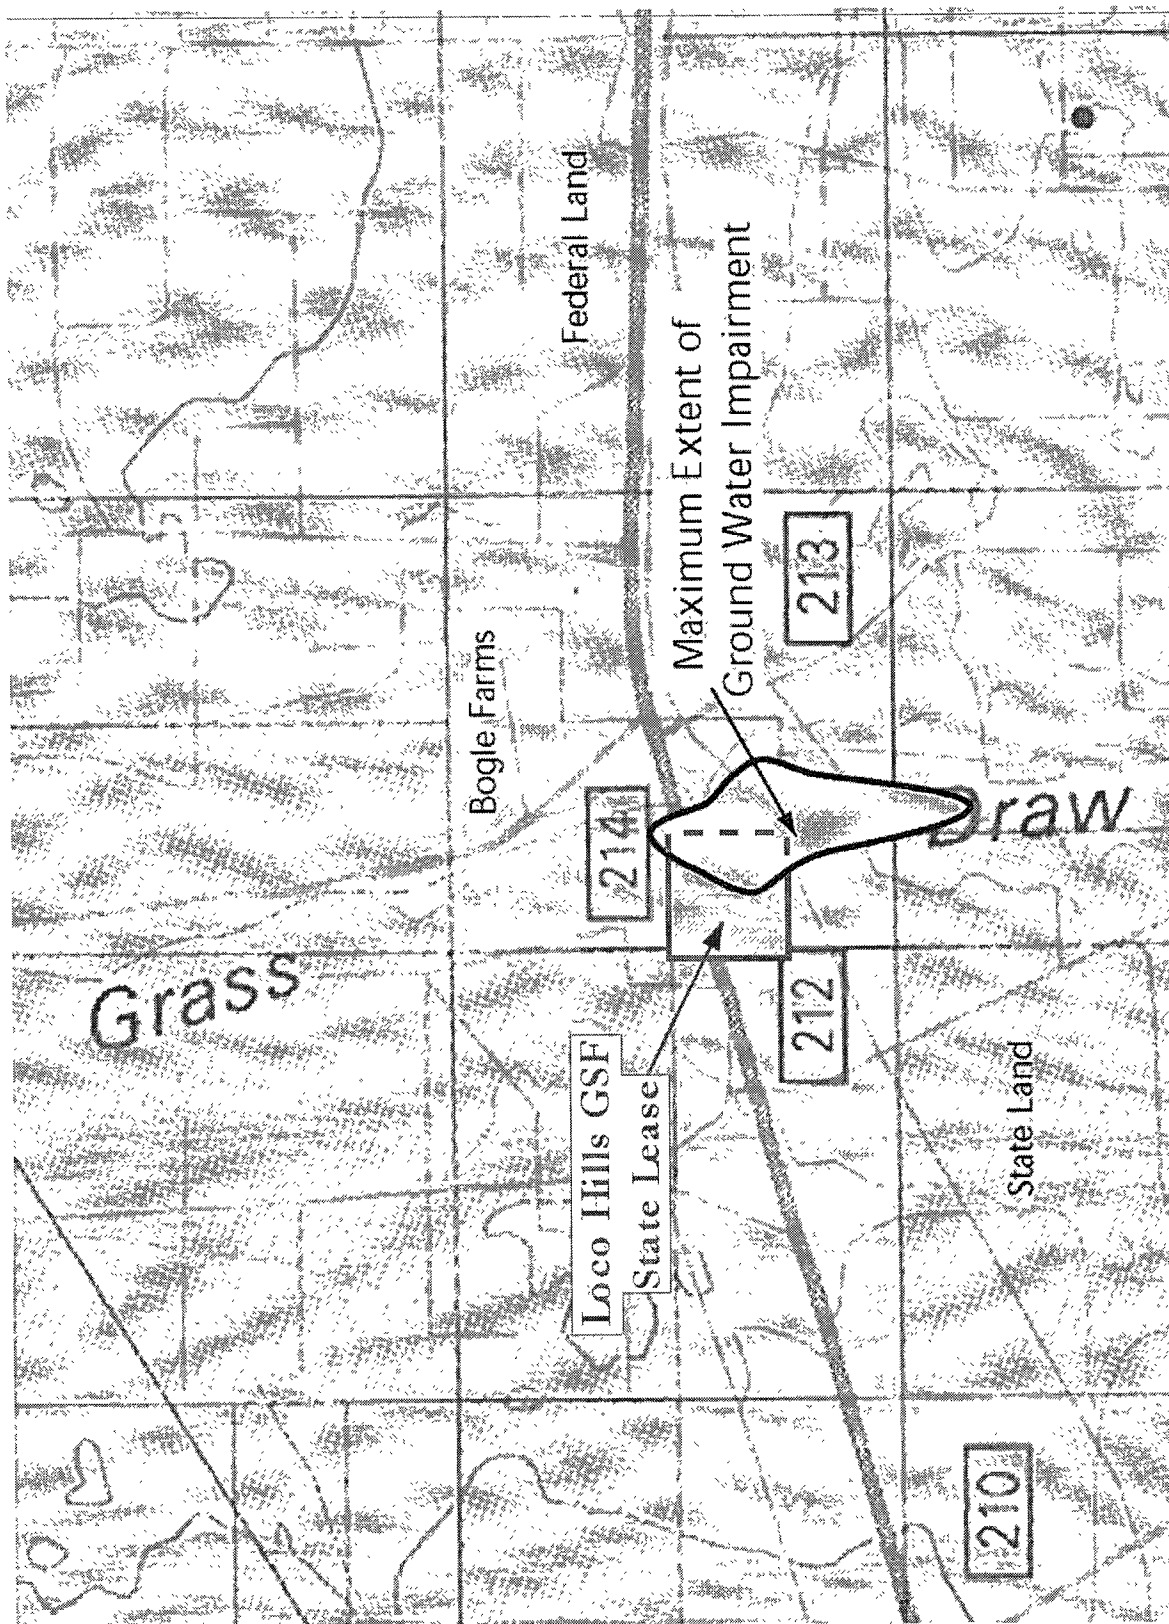 Grass
Draw
Bogle Farms
Federal Land
214
Loco Hills GSF
State Lease
Maximum Extent of
Ground Water Impairment
213
212
State Land
210